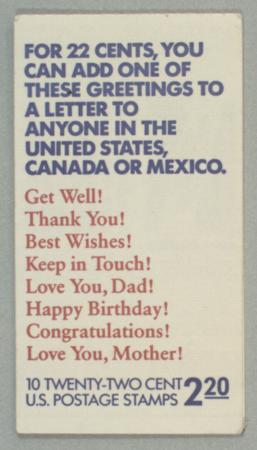 FOR 22 CENTS, YOU
CAN ADD ONE OF
THESE GREETINGS TO
A LETTER TO
ANYONE IN THE
UNITED STATES,
CANADA OR MEXICO.
Get Well!
Thank You!
Best Wishes!
Keep in Touch!
Love You, Dad!
Happy Birthday!
Congratulations!
Love You, Mother!
10 TWENTY-TWO CENT
U.S. POSTAGE STAMPS 2 20